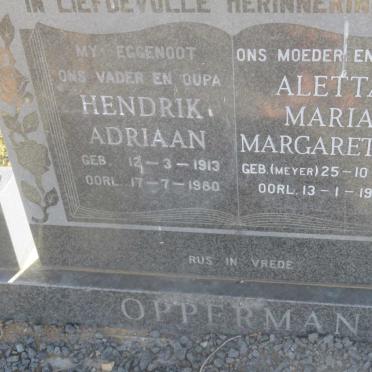 IN LIEFDEVOLLE HERINNERING
MY EGGENOOT
ONS VADER EN OUPA
HENDRIK
ADRIAAN
GEB. 12-3-1913
OORL. 17-7-1980
ONS MOEDER EN
ALETTA
MARIA
MARGARET
GEB.(MEYER) 25-10
OORL. 13-1-19
RUS IN VREDE
OPPERMAN